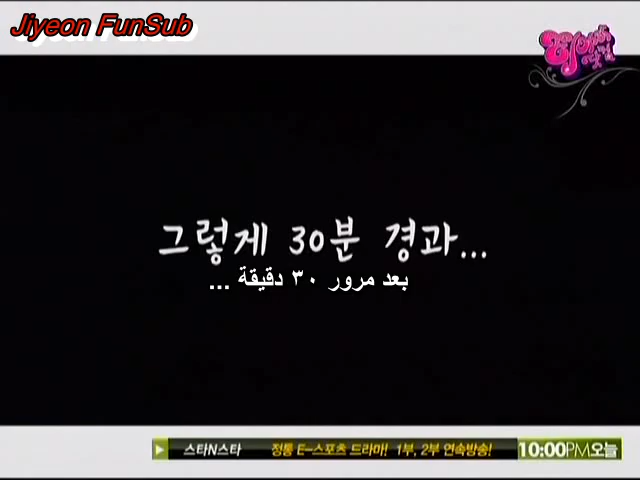 Jiyeon FunSub
그렇게 30분 경과...
بعد مرور ٣٠ دقيقة ...
스타N스타 정통 E-스포츠 드라마! 1부, 2부 연속방송! 10:00PM오늘